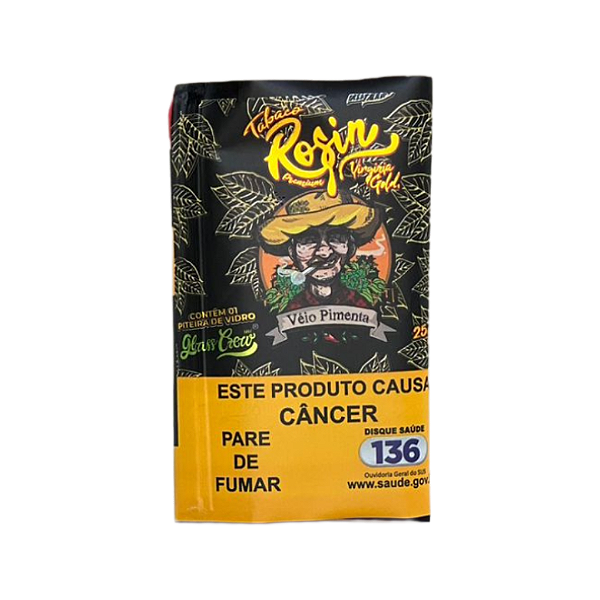 Tabaco
Rosin
Premium
Virginia
Gold
Véio Pimenta
CONTÉM 01
PITEIRA DE VIDRO
Glass Crew
25
ESTE PRODUTO CAUSA
CÂNCER
PARE
DE
FUMAR
DISQUE SAÚDE
136
Ouvidoria Geral do SUS
www.saude.gov.